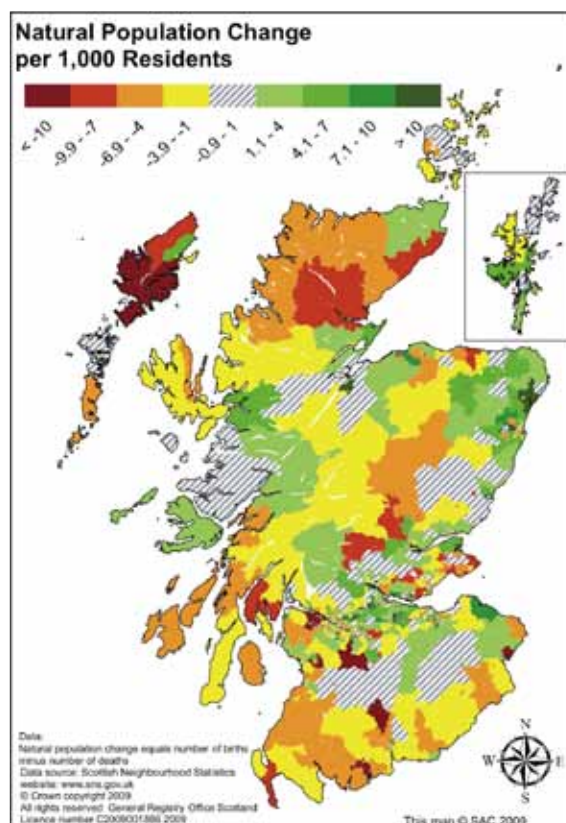 Natural Population Change
per 1,000 Residents
< -10
-9.9 - -7
-6.9 - -4
-3.9 - -1
-0.9 - 1
1.1 - 4
4.1 - 7
7.1 - 10
> 10
Data:
Natural population change equals number of births
minus number of deaths
Data source: Scottish Neighbourhood Statistics
website: www.sns.gov.uk
© Crown copyright 2009
All rights reserved General Registry Office Scotland
Licence number 2009
N
W
E
S
This map © SAC 2009